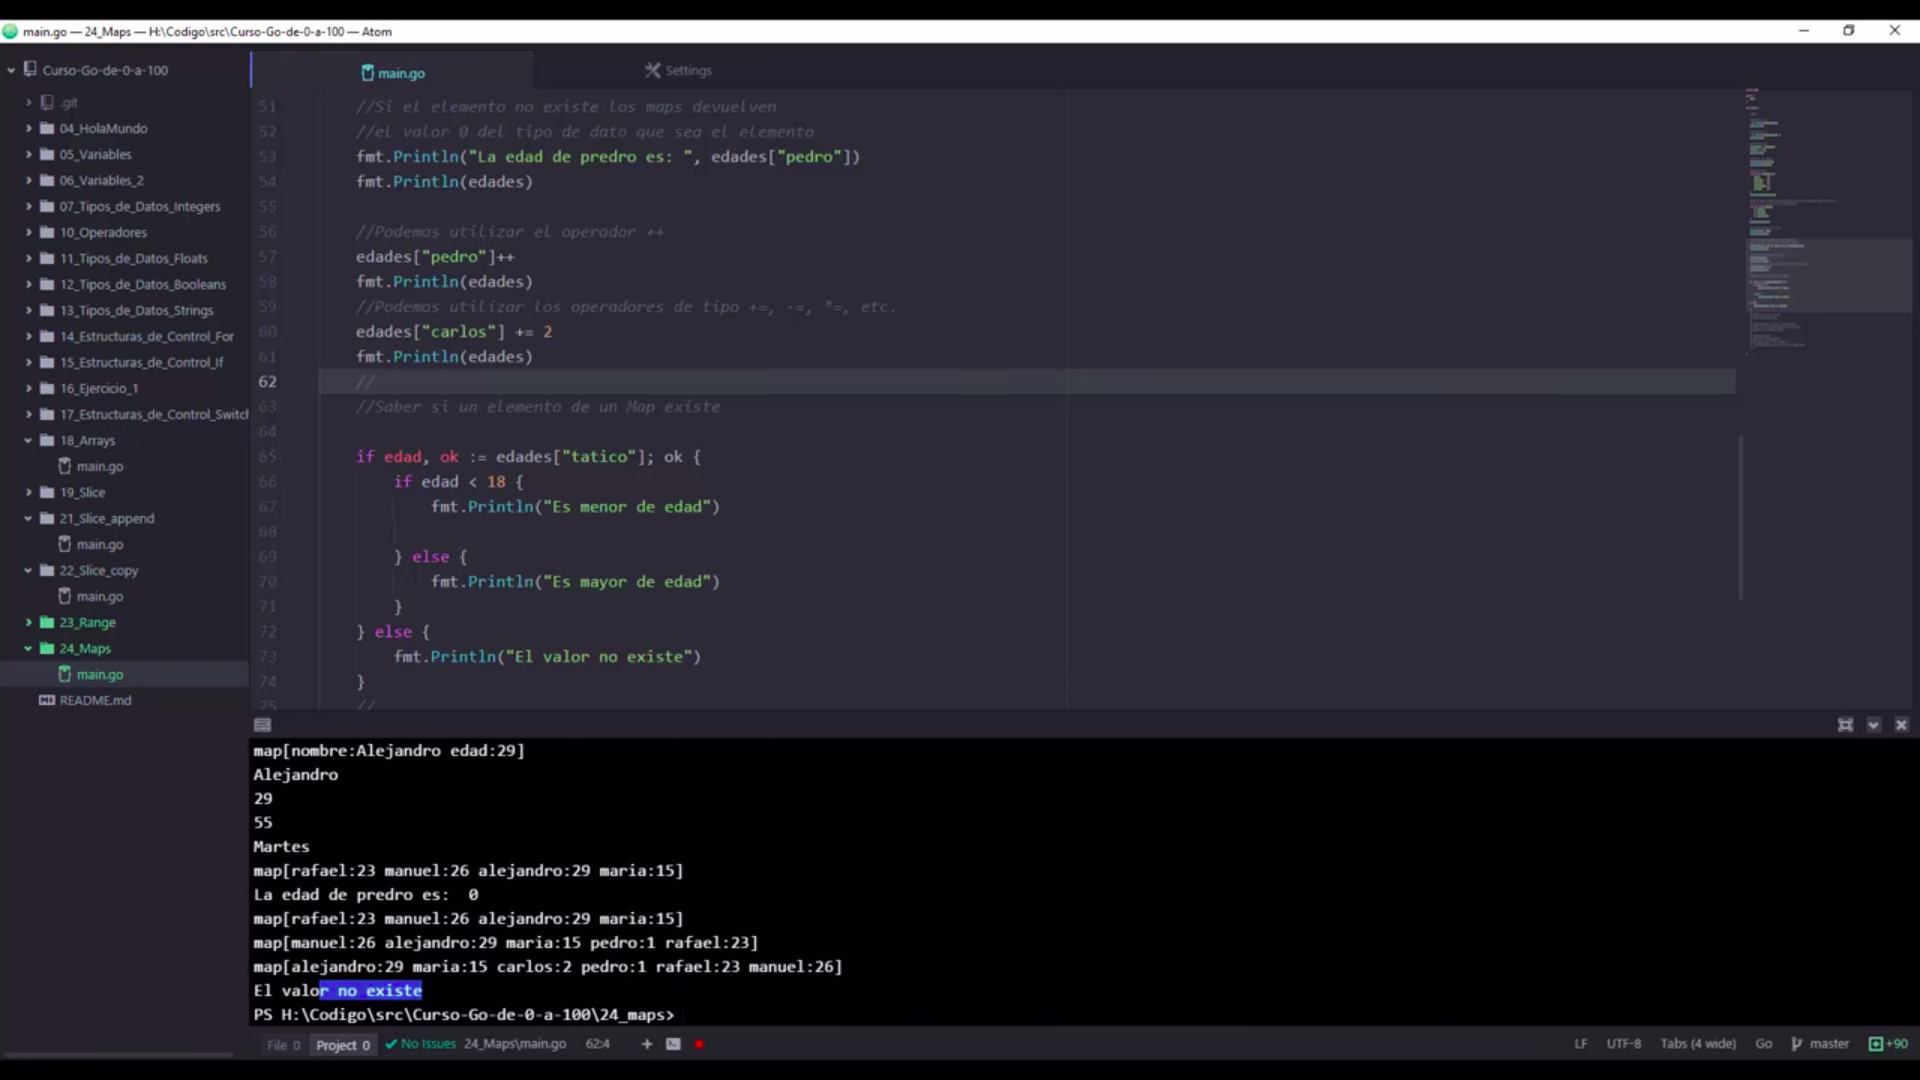 main.go — 24_Maps — H:\Codigo\src\Curso-Go-de-0-a-100 — Atom
Curso-Go-de-0-a-100
.git
04_HolaMundo
05_Variables
06_Variables_2
07_Tipos_de_Datos_Integers
10_Operadores
11_Tipos_de_Datos_Floats
12_Tipos_de_Datos_Booleans
13_Tipos_de_Datos_Strings
14_Estructuras_de_Control_For
15_Estructuras_de_Control_If
16_Ejercicio_1
17_Estructuras_de_Control_Switch
18_Arrays
main.go
19_Slice
21_Slice_append
main.go
22_Slice_copy
main.go
23_Range
24_Maps
main.go
README.md
main.go
Settings
51 //Si el elemento no existe los maps devuelven
52 //el valor 0 del tipo de dato que sea el elemento
53 fmt.Println("La edad de predro es: ", edades["pedro"])
54 fmt.Println(edades)
55
56 //Podemos utilizar el operador ++
57 edades["pedro"]++
58 fmt.Println(edades)
59 //Podemos utilizar los operadores de tipo +=, -=, *=, etc.
60 edades["carlos"] += 2
61 fmt.Println(edades)
62 //
63 //Saber si un elemento de un Map existe
64
65 if edad, ok := edades["tatico"]; ok {
66 if edad < 18 {
67 fmt.Println("Es menor de edad")
68
69 } else {
70 fmt.Println("Es mayor de edad")
71 }
72 } else {
73 fmt.Println("El valor no existe")
74 }
75 //
map[nombre:Alejandro edad:29]
Alejandro
29
55
Martes
map[rafael:23 manuel:26 alejandro:29 maria:15]
La edad de predro es:  0
map[rafael:23 manuel:26 alejandro:29 maria:15]
map[manuel:26 alejandro:29 maria:15 pedro:1 rafael:23]
map[alejandro:29 maria:15 carlos:2 pedro:1 rafael:23 manuel:26]
El valor no existe
PS H:\Codigo\src\Curso-Go-de-0-a-100\24_maps>
File 0 Project 0 No Issues 24_Maps\main.go 62:4 + LF UTF-8 Tabs (4 wide) Go master +90